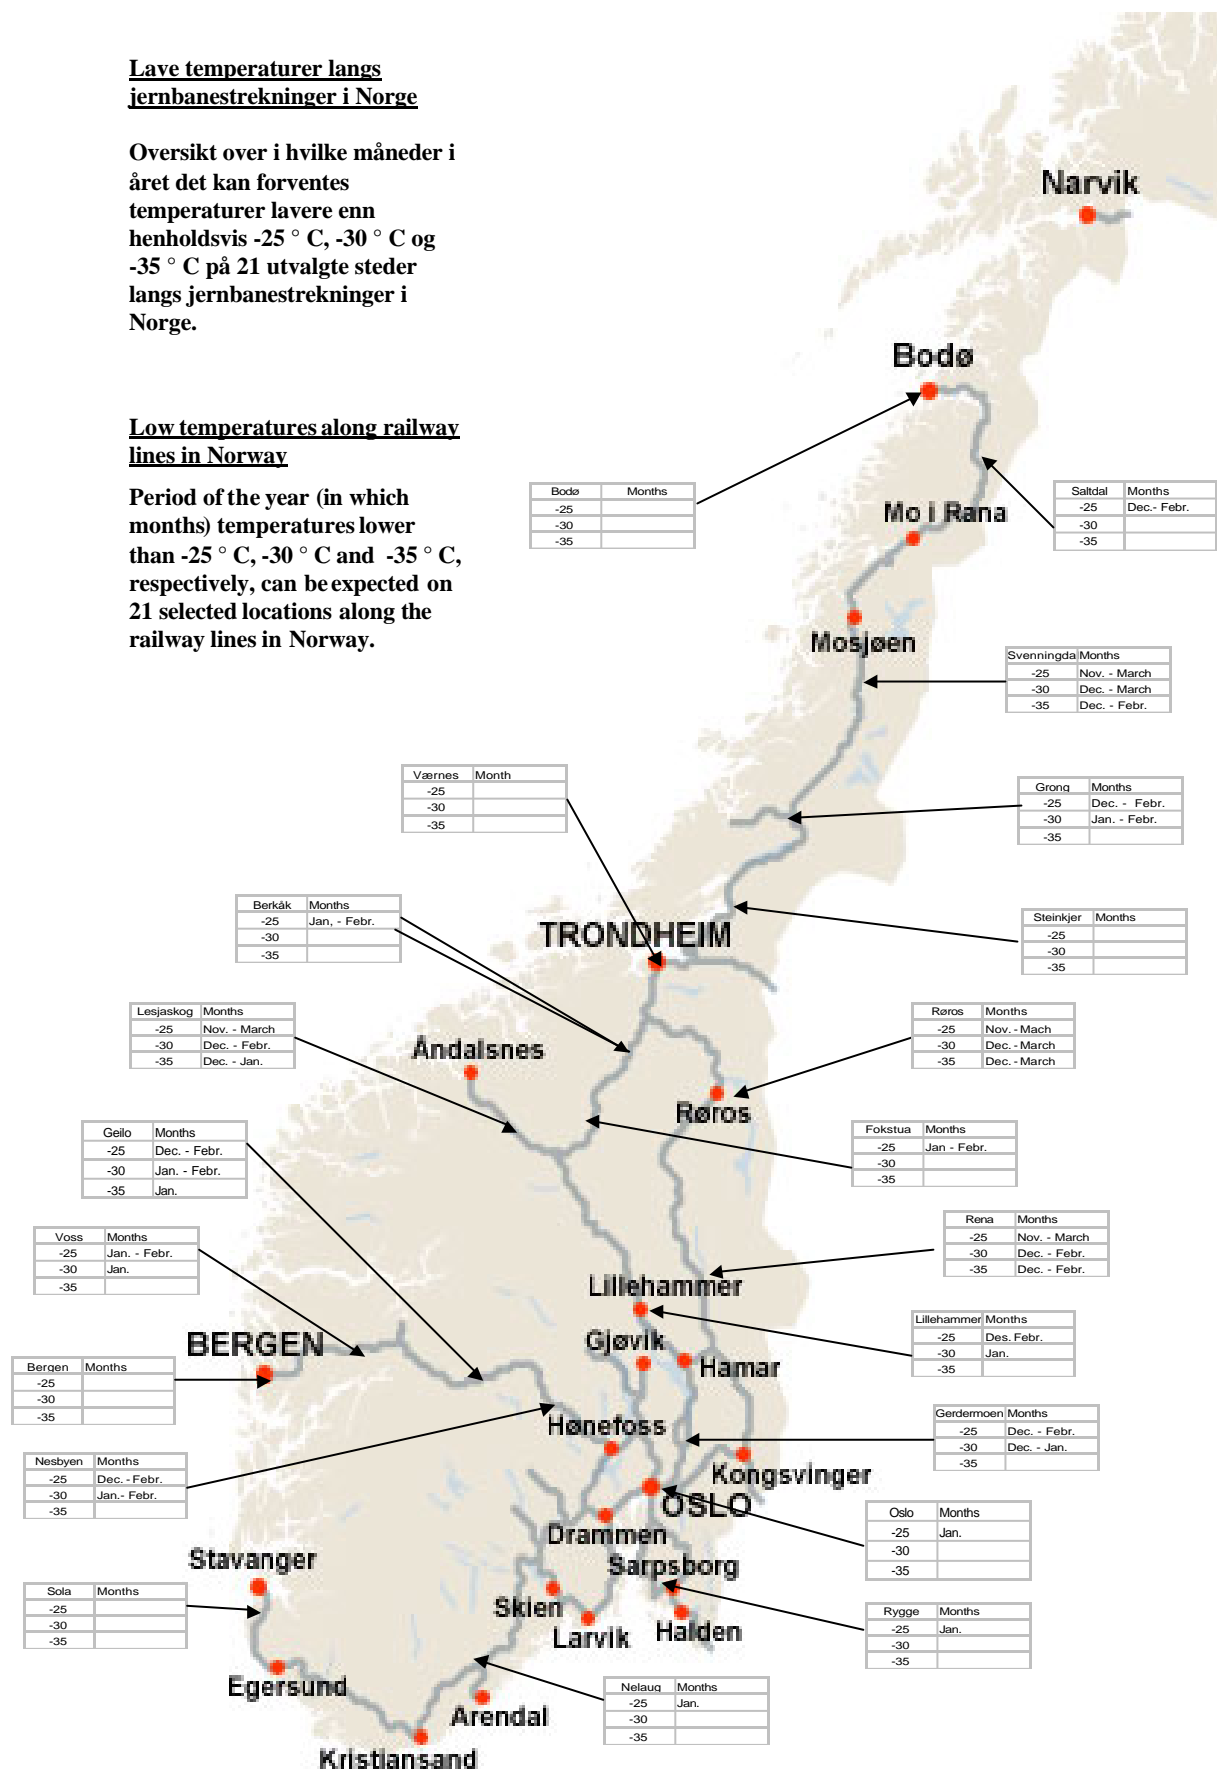 Lave temperaturer langs
jernbanestrekninger i Norge
Oversikt over i hvilke måneder i
året det kan forventes
temperaturer lavere enn
henholdsvis -25 ° C, -30 ° C og
-35 ° C på 21 utvalgte steder
langs jernbanestrekninger i
Norge.
Low temperatures along railway
lines in Norway
Period of the year (in which
months) temperatures lower
than -25 ° C, -30 ° C and -35 ° C,
respectively, can be expected on
21 selected locations along the
railway lines in Norway.
Narvik
Bodø
Bodø Months
-25
-30
-35
Saltdal Months
-25 Dec.- Febr.
-30
-35
Mo i Rana
Mosjøen
Svenningda Months
-25 Nov. - March
-30 Dec. - March
-35 Dec. - Febr.
Værnes Month
-25
-30
-35
Grong Months
-25 Dec. - Febr.
-30 Jan. - Febr.
-35
Berkåk Months
-25 Jan, - Febr.
-30
-35
TRONDHEIM
Steinkjer Months
-25
-30
-35
Lesjaskog Months
-25 Nov. - March
-30 Dec. - Febr.
-35 Dec. - Jan.
Åndalsnes
Røros Months
-25 Nov. - Mach
-30 Dec. - March
-35 Dec. - March
Røros
Geilo Months
-25 Dec. - Febr.
-30 Jan. - Febr.
-35 Jan.
Fokstua Months
-25 Jan - Febr.
-30
-35
Voss Months
-25 Jan. - Febr.
-30 Jan.
-35
Rena Months
-25 Nov. - March
-30 Dec. - Febr.
-35 Dec. - Febr.
Lillehammer
Lillehammer Months
-25 Des. Febr.
-30 Jan.
-35
BERGEN
Gjøvik
Hamar
Bergen Months
-25
-30
-35
Gerdermoen Months
-25 Dec. - Febr.
-30 Dec. - Jan.
-35
Hønefoss
Nesbyen Months
-25 Dec. - Febr.
-30 Jan.- Febr.
-35
Kongsvinger
OSLO
Oslo Months
-25 Jan.
-30
-35
Drammen
Stavanger
Sarpsborg
Sola Months
-25
-30
-35
Skien
Larvik
Halden
Rygge Months
-25 Jan.
-30
-35
Egersund
Nelaug Months
-25 Jan.
-30
-35
Arendal
Kristiansand